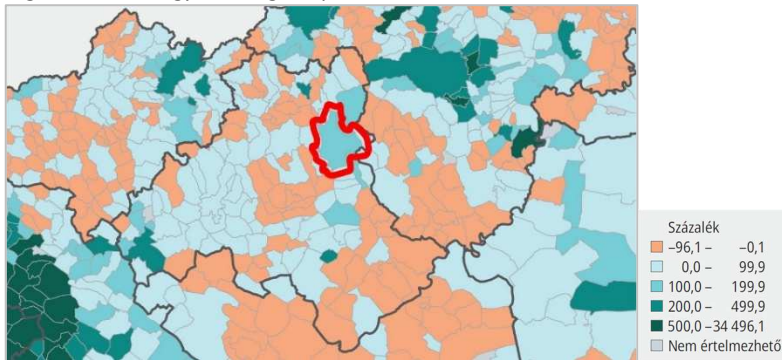 Százalék
–96,1 – –0,1
0,0 – 99,9
100,0 – 199,9
200,0 – 499,9
500,0 –34 496,1
Nem értelmezhető